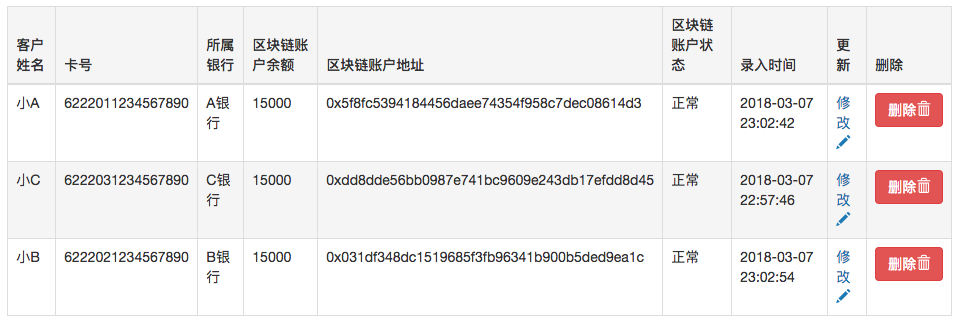 客户姓名 卡号 所属银行 区块链账户余额 区块链账户地址 区块链账户状态 录入时间 更新 删除
小A 6222011234567890 A银行 15000 0x5f8fc5394184456daee74354f958c7dec08614d3 正常 2018-03-07 23:02:42 修改 删除
小C 6222031234567890 C银行 15000 0xdd8dde56bb0987e741bc9609e243db17efdd8d45 正常 2018-03-07 22:57:46 修改 删除
小B 6222021234567890 B银行 15000 0x031df348dc1519685f3fb96341b900b5ded9ea1c 正常 2018-03-07 23:02:54 修改 删除